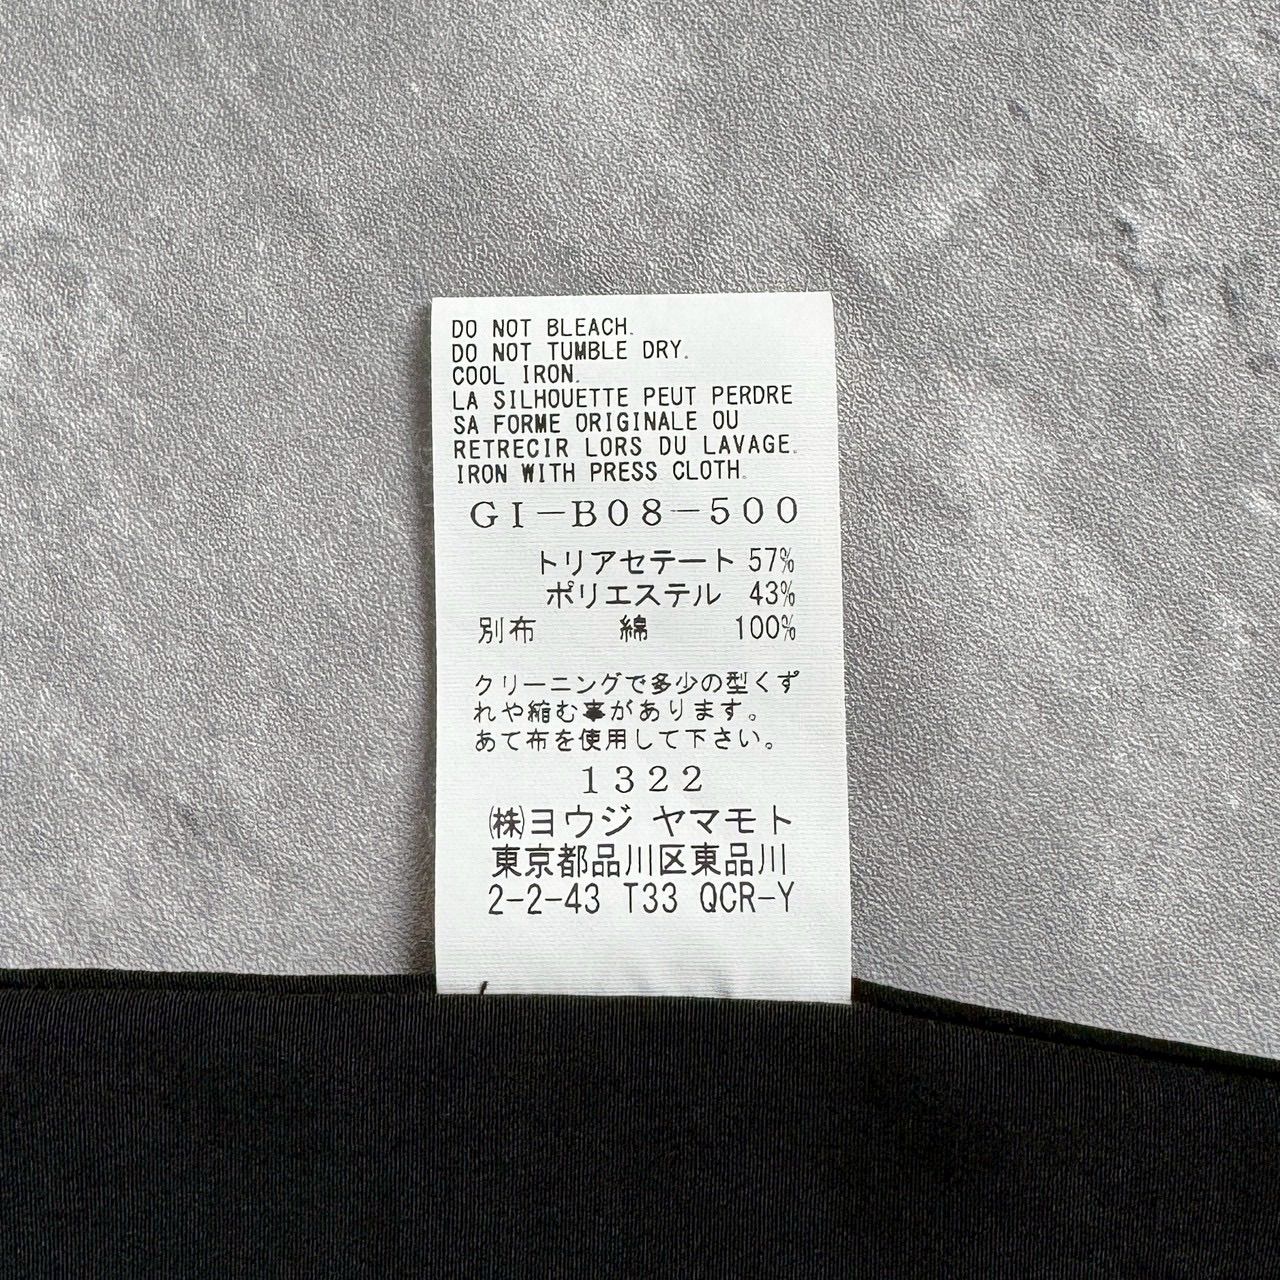 DO NOT BLEACH.
DO NOT TUMBLE DRY.
COOL IRON.
LA SILHOUETTE PEUT PERDRE
SA FORME ORIGINALE OU
RETRECIR LORS DU LAVAGE.
IRON WITH PRESS CLOTH.
GI-B08-500
トリアセテート 57%
ポリエステル 43%
別布 綿 100%
クリーニングで多少の型くず
れや縮む事があります。
あて布を使用して下さい。
1322
㈱ヨウジ ヤマモト
東京都品川区東品川
2-2-43 T33 QCR-Y